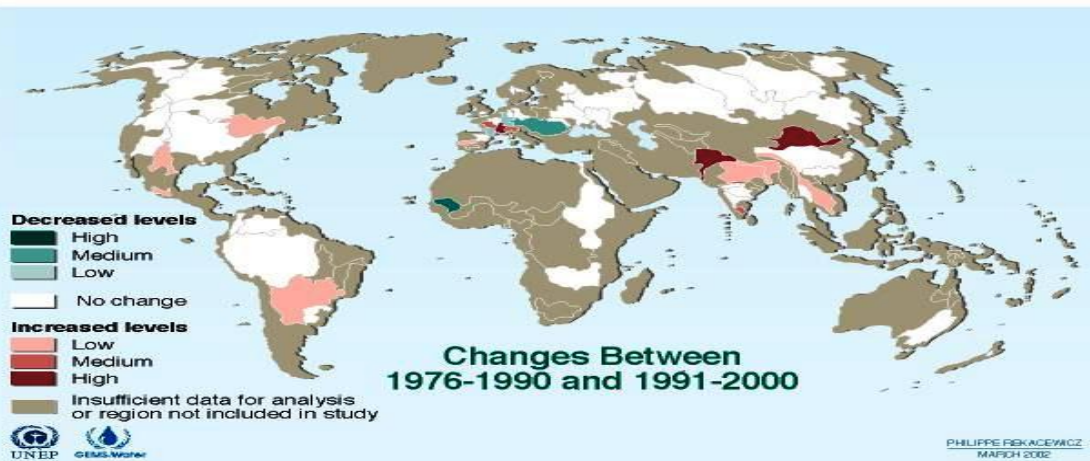 Decreased levels
High
Medium
Low
No change
Increased levels
Low
Medium
High
Insufficient data for analysis
or region not included in study
Changes Between
1976-1990 and 1991-2000
UNEP
GEMS/Water
PHILIPPE REKACEWICZ
MARCH 2002